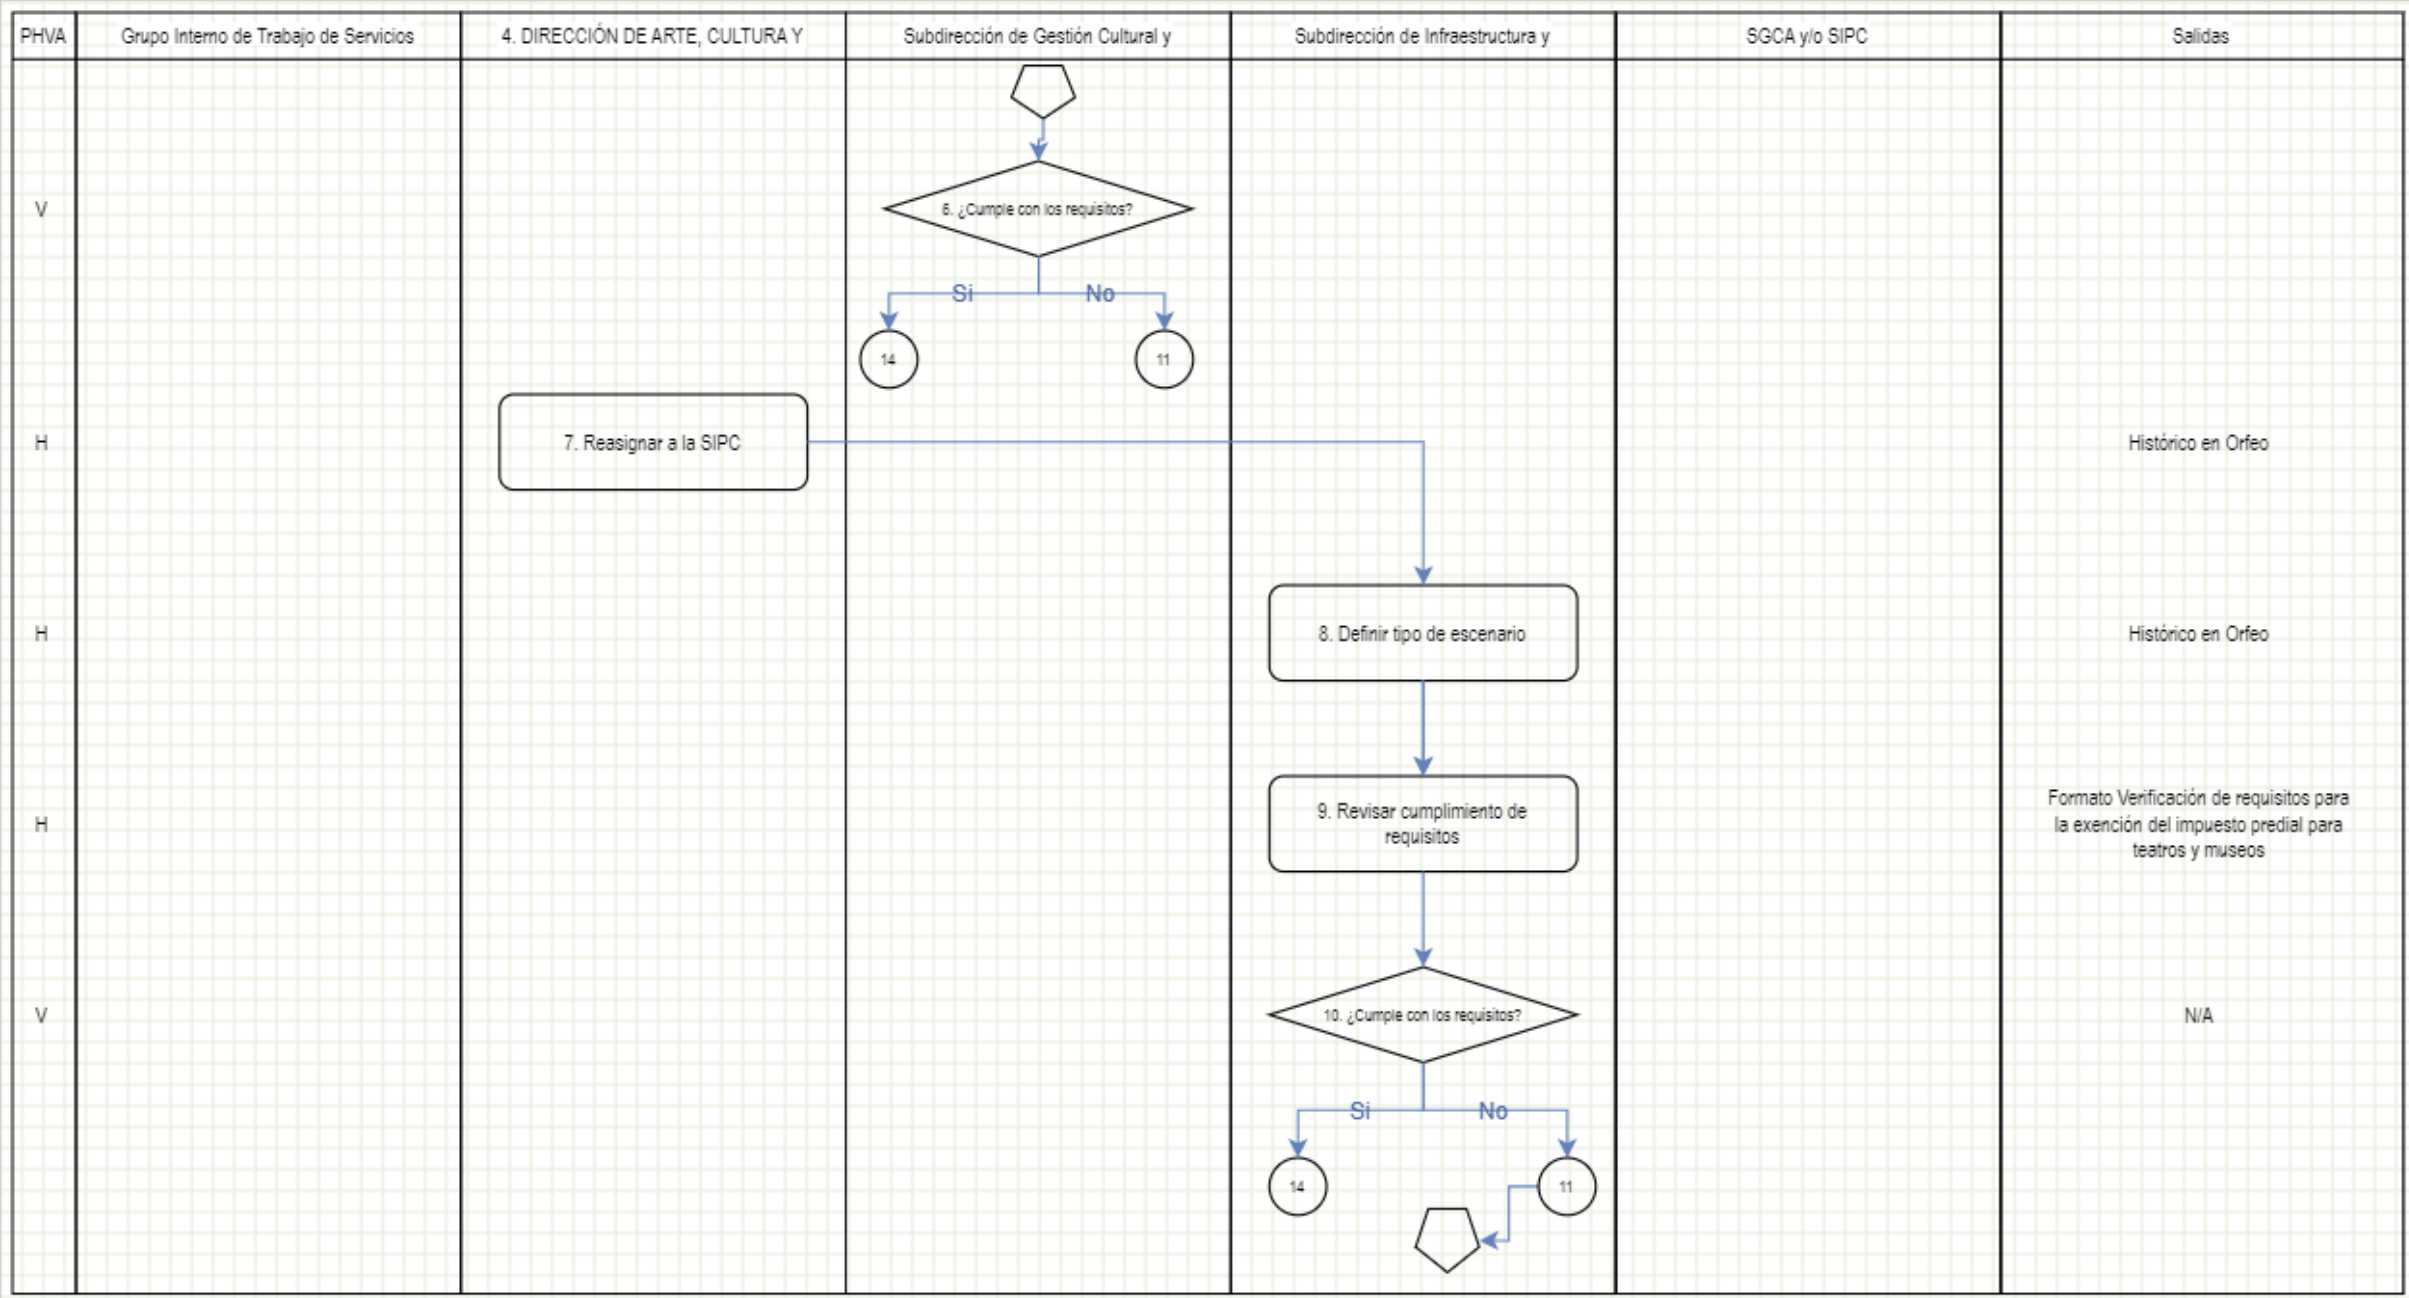 PHVA
Grupo Interno de Trabajo de Servicios
4. DIRECCIÓN DE ARTE, CULTURA Y
Subdirección de Gestión Cultural y
Subdirección de Infraestructura y
SGCA y/o SIPC
Salidas
V
6. ¿Cumple con los requisitos?
Si
No
14
11
H
7. Reasignar a la SIPC
Histórico en Orfeo
H
8. Definir tipo de escenario
Histórico en Orfeo
H
9. Revisar cumplimiento de
requisitos
Formato Verificación de requisitos para
la exención del impuesto predial para
teatros y museos
V
10. ¿Cumple con los requisitos?
N/A
Si
No
14
11